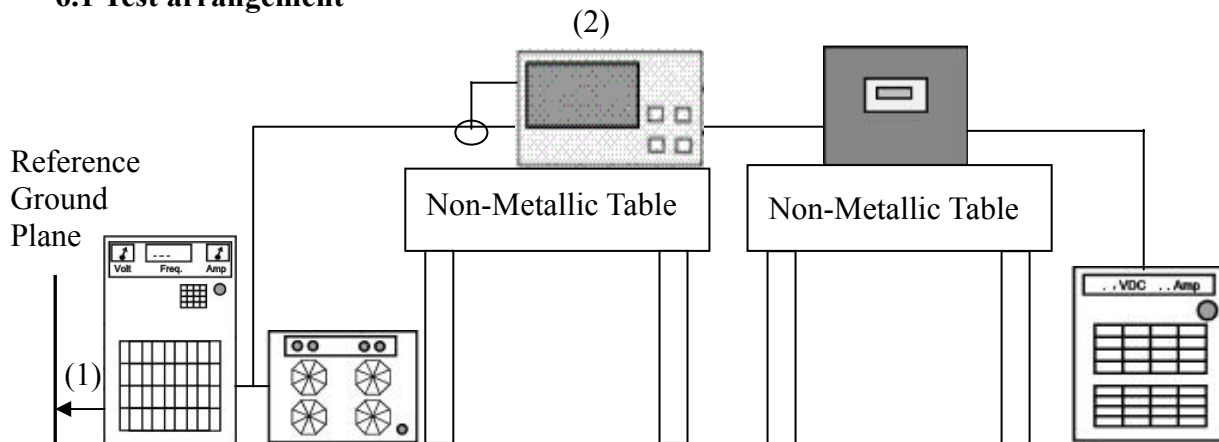 6.1 Test arrangement
(2)
Reference
Ground
Plane
Non-Metallic Table
Non-Metallic Table
Volt Freq. Amp
---
. . VDC . . Amp
(1)